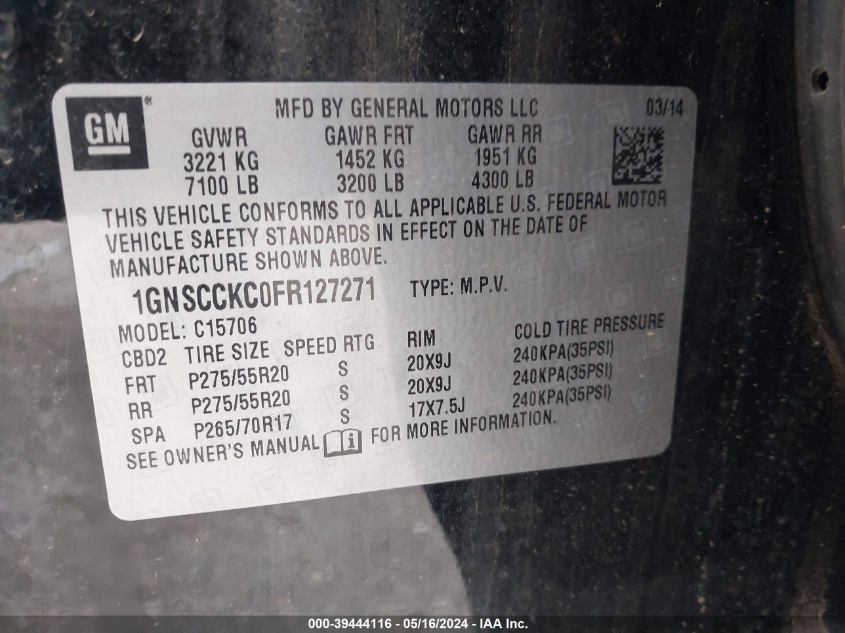 GM
MFD BY GENERAL MOTORS LLC 03/14
GVWR GAWR FRT GAWR RR
3221 KG 1452 KG 1951 KG
7100 LB 3200 LB 4300 LB
THIS VEHICLE CONFORMS TO ALL APPLICABLE U.S. FEDERAL MOTOR
VEHICLE SAFETY STANDARDS IN EFFECT ON THE DATE OF
MANUFACTURE SHOWN ABOVE.
1GNSCCKC0FR127271 TYPE: M.P.V.
MODEL: C15706
CBD2 TIRE SIZE SPEED RTG RIM COLD TIRE PRESSURE
FRT P275/55R20 S 20X9J 240KPA(35PSI)
RR P275/55R20 S 20X9J 240KPA(35PSI)
SPA P265/70R17 S 17X7.5J 240KPA(35PSI)
SEE OWNER'S MANUAL FOR MORE INFORMATION.
000-39444116 - 05/16/2024 - IAA Inc.